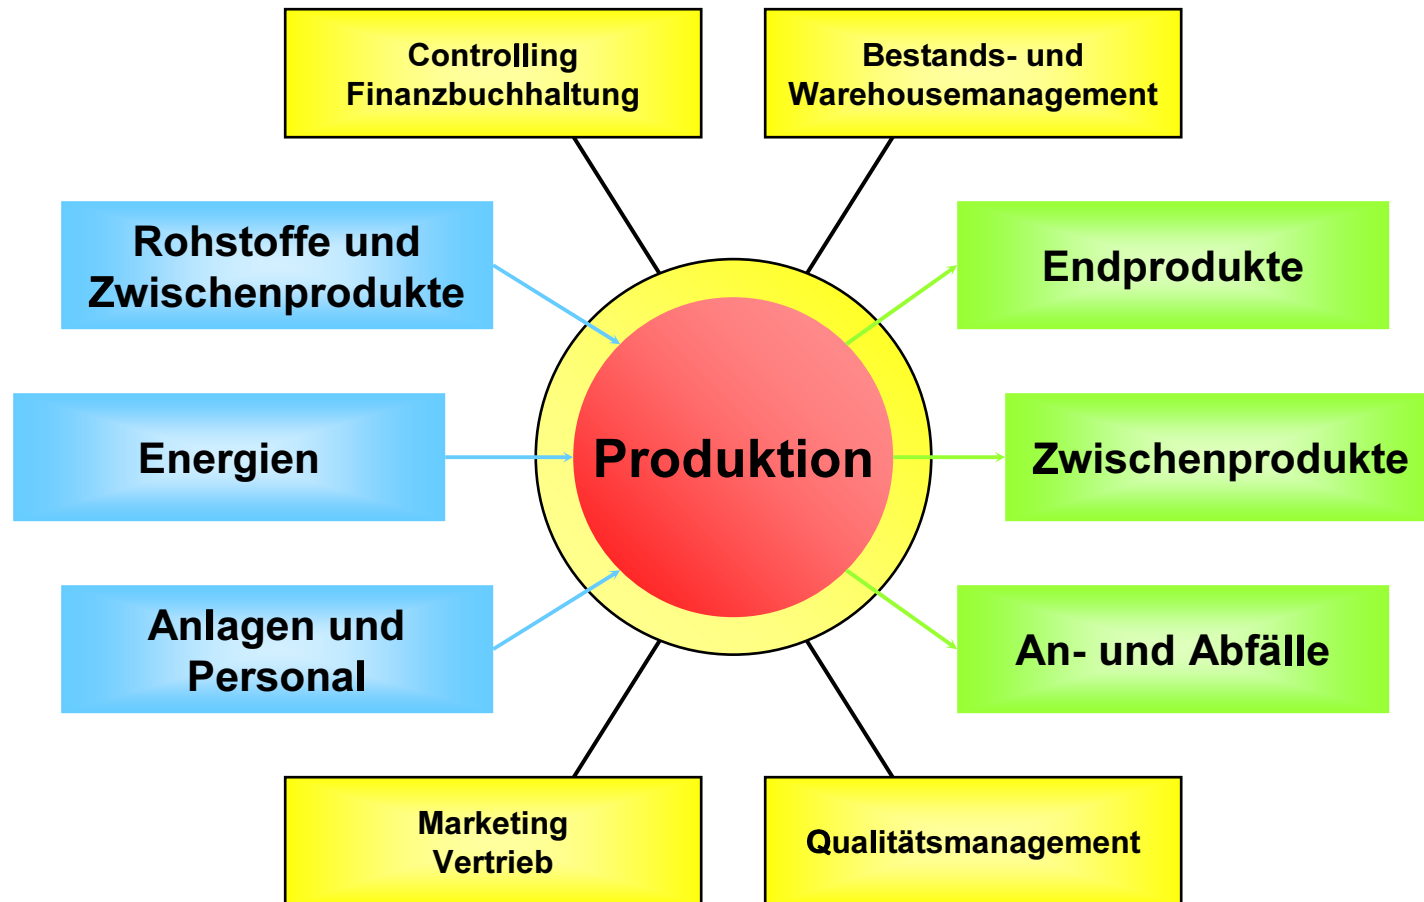 Controlling
Finanzbuchhaltung
Bestands- und
Warehousemanagement
Rohstoffe und
Zwischenprodukte
Endprodukte
Energien
Produktion
Zwischenprodukte
Anlagen und
Personal
An- und Abfälle
Marketing
Vertrieb
Qualitätsmanagement